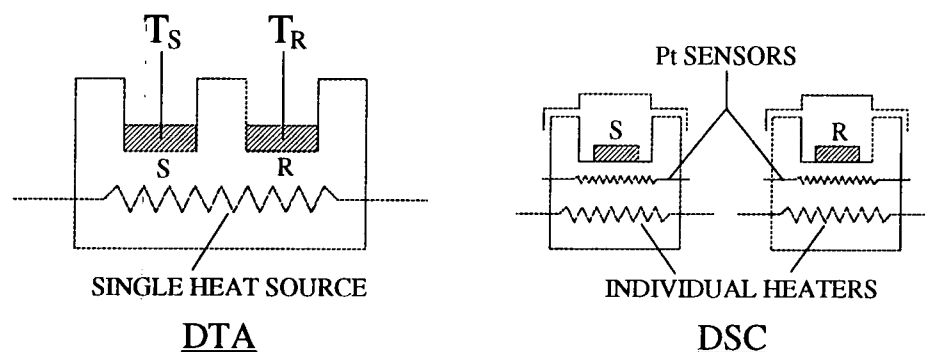 T_S T_R
Pt SENSORS
S R
S R
SINGLE HEAT SOURCE
INDIVIDUAL HEATERS
DTA
DSC